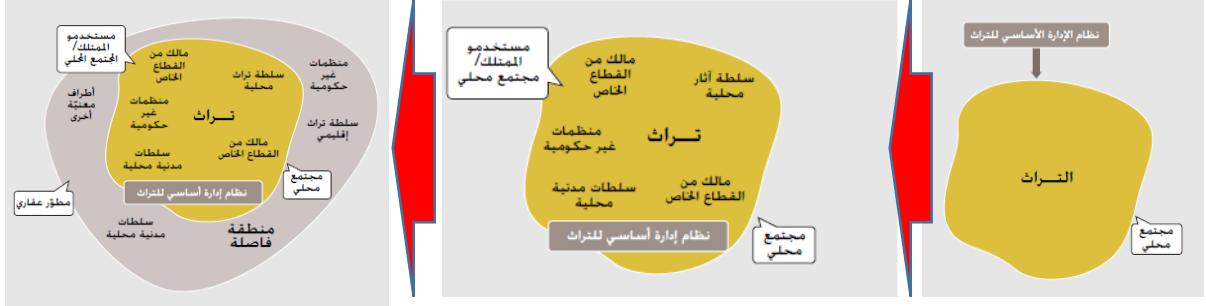 نظام الإدارة الأساسي للتراث
التـــراث
مجتمع
محلي
مستخدمو
الممتلك/
مجتمع محلي
مالك من
القطاع
الخاص
سلطة آثار
محلية
تـــراث
منظمات
غير حكومية
مالك من
القطاع الخاص
سلطات مدنية
محلية
نظام إدارة أساسي للتراث
مجتمع
محلي
مستخدمو
الممتلك/
المجتمع المحلي
مالك من
القطاع
الخاص
سلطة تراث
محلية
منظمات
غير
حكومية
أطراف
معنيّة
أخرى
منظمات
غير
حكومية
تـــراث
سلطة تراث
إقليمي
مالك من
القطاع الخاص
سلطات
مدنية محلية
مجتمع
محلي
نظام إدارة أساسي للتراث
مطوّر عقاري
سلطات
مدنية محلية
منطقة
فاصلة